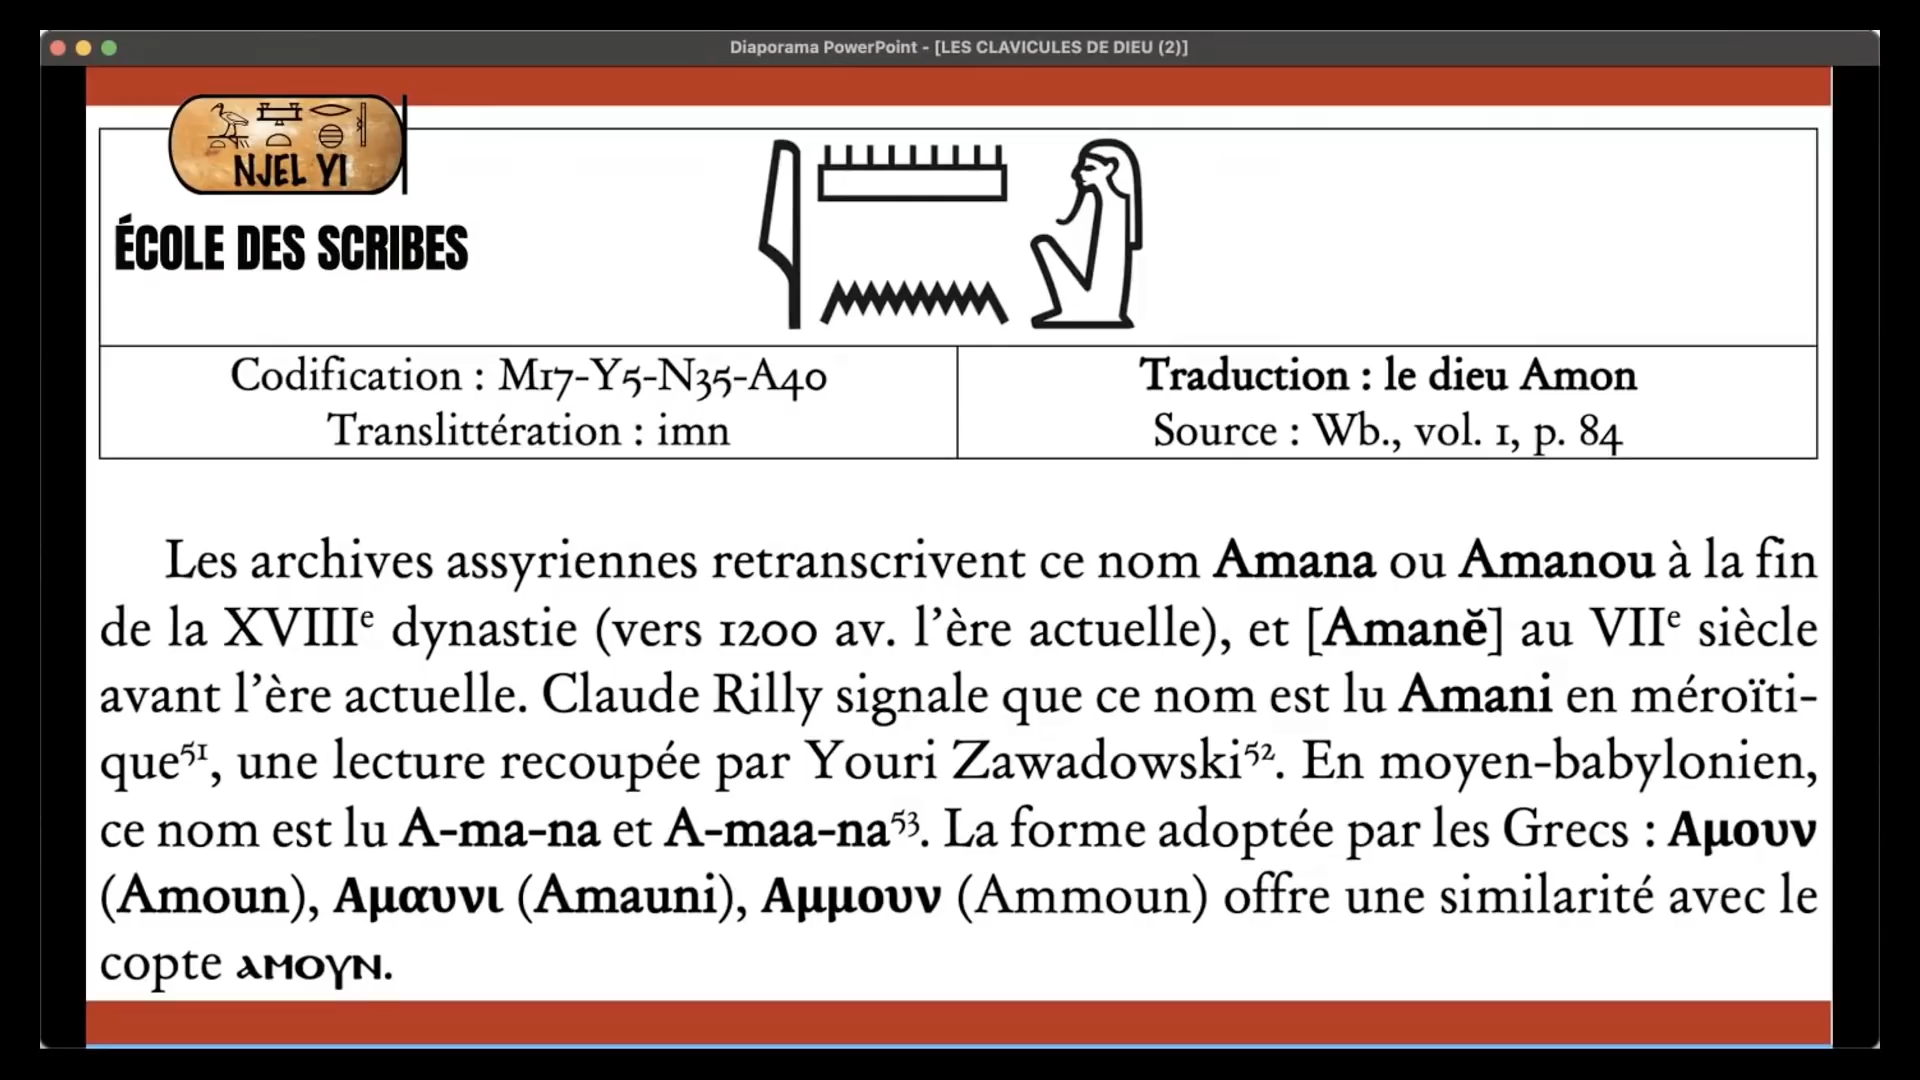 Diaporama PowerPoint - [LES CLAVICULES DE DIEU (2)]
NJEL YI
ÉCOLE DES SCRIBES
Codification : M17-Y5-N35-A40
Translittération : imn
Traduction : le dieu Amon
Source : Wb., vol. 1, p. 84
Les archives assyriennes retranscrivent ce nom Amana ou Amanou à la fin
de la XVIIIᵉ dynastie (vers 1200 av. l’ère actuelle), et [Amanĕ] au VIIᵉ siècle
avant l’ère actuelle. Claude Rilly signale que ce nom est lu Amani en méroïti-
que⁵¹, une lecture recoupée par Youri Zawadowski⁵². En moyen-babylonien,
ce nom est lu A-ma-na et A-maa-na⁵³. La forme adoptée par les Grecs : Αμουν
(Amoun), Αμαυνι (Amauni), Αμμουν (Ammoun) offre une similarité avec le
copte ⲁⲙⲟⲩⲛ.